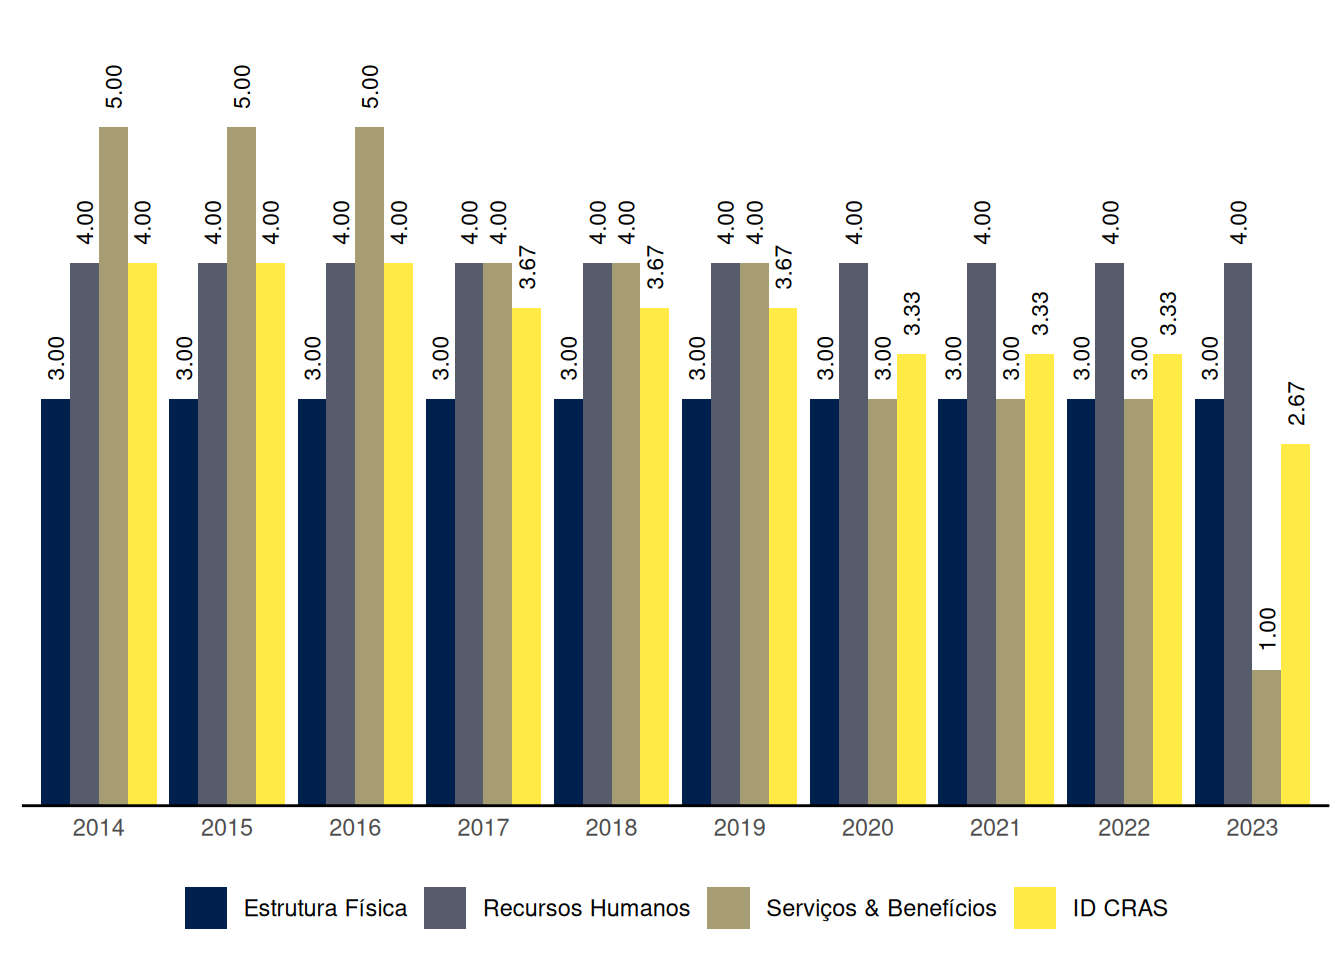 5.00 5.00 5.00
4.00 4.00 4.00 4.00 4.00 4.00 4.00 4.00 4.00 4.00 4.00 4.00 4.00 4.00 4.00 4.00
3.67 3.67 3.67
3.33 3.33 3.33
3.00 3.00 3.00 3.00 3.00 3.00 3.00 3.00 3.00 3.00 3.00 3.00 3.00
2.67
1.00
2014 2015 2016 2017 2018 2019 2020 2021 2022 2023
Estrutura Física Recursos Humanos Serviços & Benefícios ID CRAS